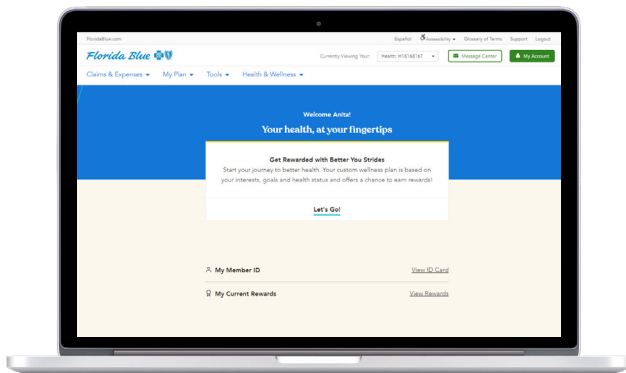 FloridaBlue.com
Español Accessibility Glossary of Terms Support Logout
Florida Blue
Currently Viewing Your: Health: H18168167 Message Center My Account
Claims & Expenses My Plan Tools Health & Wellness
Welcome Anita!
Your health, at your fingertips
Get Rewarded with Better You Strides
Start your journey to better health. Your custom wellness plan is based on
your interests, goals and health status and offers a chance to earn rewards!
Let's Go!
My Member ID View ID Card
My Current Rewards View Rewards